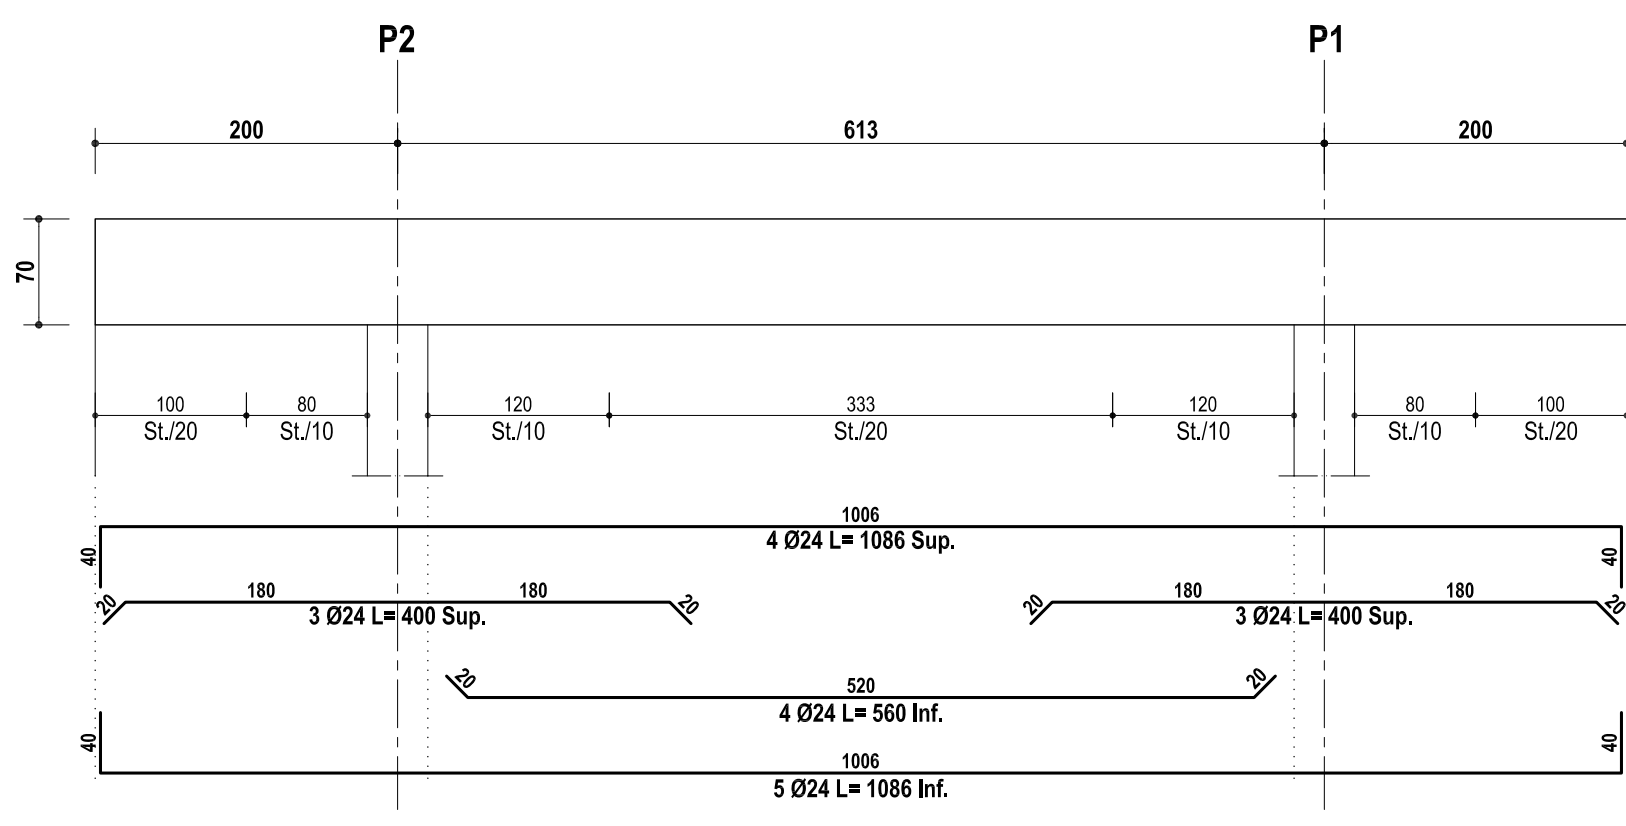 P2 P1
200 613 200
70
100 80 120 333 120 80 100
St./20 St./10 St./10 St./20 St./10 St./10 St./20
1006
4 Ø24 L= 1086 Sup.
40 40
180 180 180 180
20 20 20 20
3 Ø24 L= 400 Sup. 3 Ø24 L= 400 Sup.
20 520 20
4 Ø24 L= 560 Inf.
40 40
1006
5 Ø24 L= 1086 Inf.